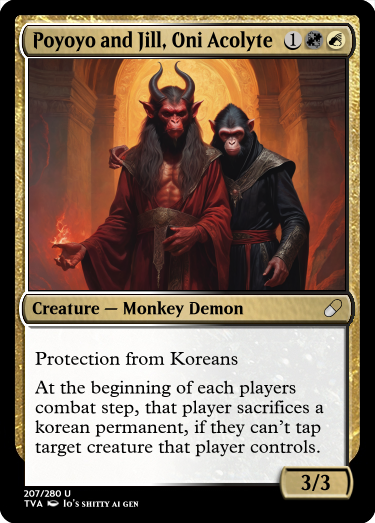 Poyoyo and Jill, Oni Acolyte 1
Creature — Monkey Demon
Protection from Koreans
At the beginning of each players
combat step, that player sacrifices a
korean permanent, if they can't tap
target creature that player controls.
3/3
207/280 U
TVA Io's SHITTY AI GEN